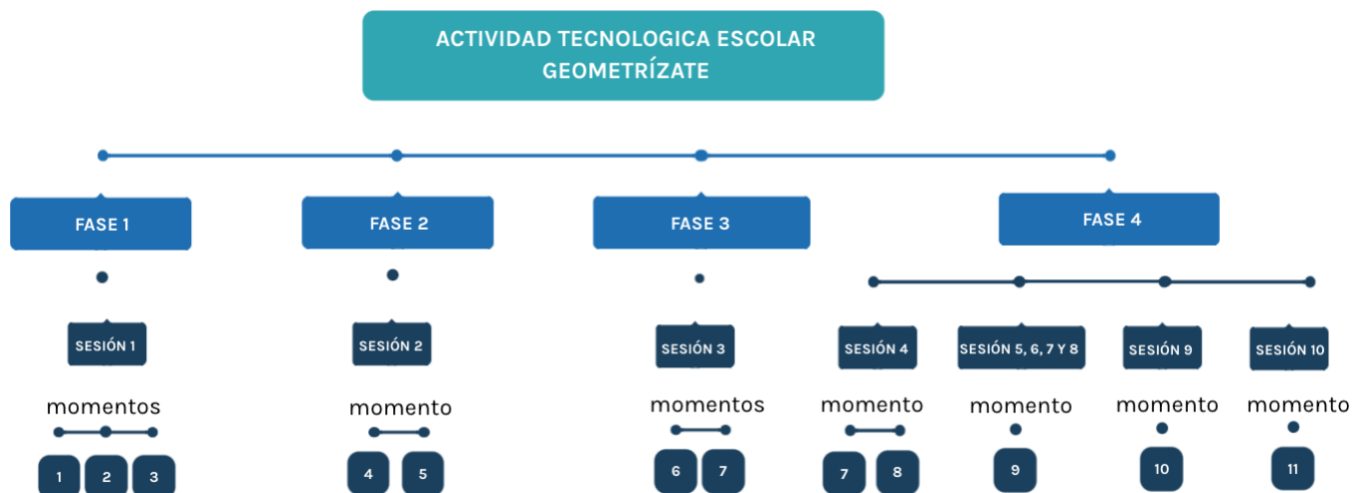 ACTIVIDAD TECNOLOGICA ESCOLAR
GEOMETRÍZATE
FASE 1
FASE 2
FASE 3
FASE 4
SESIÓN 1
SESIÓN 2
SESIÓN 3
SESIÓN 4
SESIÓN 5, 6, 7 Y 8
SESIÓN 9
SESIÓN 10
momentos
momento
momentos
momento
momento
momento
momento
1
2
3
4
5
6
7
7
8
9
10
11